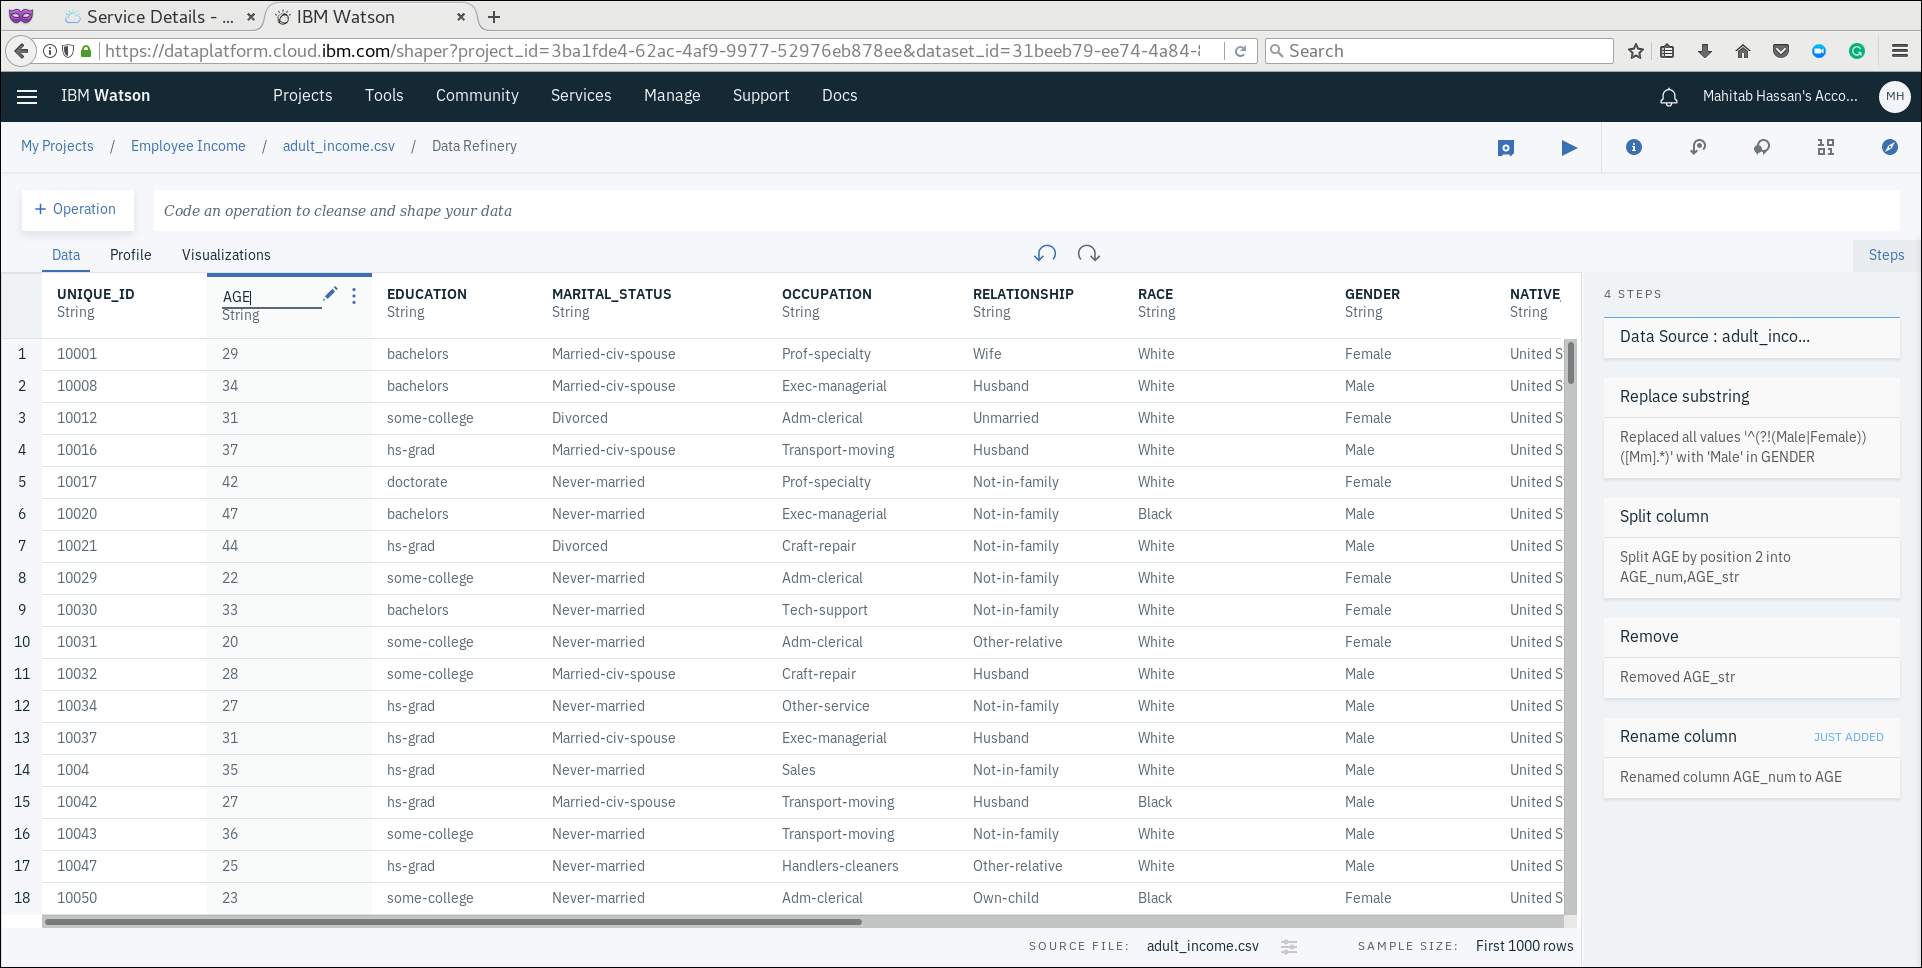 Service Details - ...
IBM Watson
https://dataplatform.cloud.ibm.com/shaper?project_id=3ba1fde4-62ac-4af9-9977-52976eb878ee&dataset_id=31beeb79-ee74-4a84-
Search
IBM Watson
Projects Tools Community Services Manage Support Docs
Mahitab Hassan's Acco... MH
My Projects / Employee Income / adult_income.csv / Data Refinery
+ Operation
Code an operation to cleanse and shape your data
Data Profile Visualizations
Steps
UNIQUE_ID AGE EDUCATION MARITAL_STATUS OCCUPATION RELATIONSHIP RACE GENDER NATIVE_
String String String String String String String String String
1 10001 29 bachelors Married-civ-spouse Prof-specialty Wife White Female United S
2 10008 34 bachelors Married-civ-spouse Exec-managerial Husband White Male United S
3 10012 31 some-college Divorced Adm-clerical Unmarried White Female United S
4 10016 37 hs-grad Married-civ-spouse Transport-moving Husband White Male United S
5 10017 42 doctorate Never-married Prof-specialty Not-in-family White Female United S
6 10020 47 bachelors Never-married Exec-managerial Not-in-family Black Male United S
7 10021 44 hs-grad Divorced Craft-repair Not-in-family White Male United S
8 10029 22 some-college Never-married Adm-clerical Not-in-family White Female United S
9 10030 33 bachelors Never-married Tech-support Not-in-family White Female United S
10 10031 20 some-college Never-married Adm-clerical Other-relative White Female United S
11 10032 28 some-college Married-civ-spouse Craft-repair Husband White Male United S
12 10034 27 hs-grad Never-married Other-service Not-in-family White Male United S
13 10037 31 hs-grad Married-civ-spouse Exec-managerial Husband White Male United S
14 1004 35 hs-grad Never-married Sales Not-in-family White Male United S
15 10042 27 hs-grad Married-civ-spouse Transport-moving Husband Black Male United S
16 10043 36 some-college Never-married Transport-moving Not-in-family White Male United S
17 10047 25 hs-grad Never-married Handlers-cleaners Other-relative White Male United S
18 10050 23 some-college Never-married Adm-clerical Own-child Black Female United S
SOURCE FILE: adult_income.csv SAMPLE SIZE: First 1000 rows
4 STEPS
Data Source : adult_inco...
Replace substring
Replaced all values '^(?!(Male|Female))
([Mm].*)' with 'Male' in GENDER
Split column
Split AGE by position 2 into
AGE_num,AGE_str
Remove
Removed AGE_str
Rename column JUST ADDED
Renamed column AGE_num to AGE